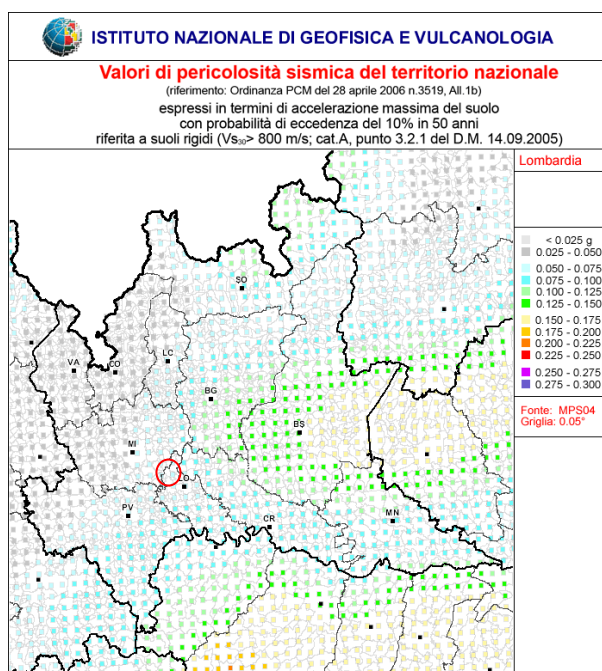 ISTITUTO NAZIONALE DI GEOFISICA E VULCANOLOGIA
Valori di pericolosità sismica del territorio nazionale
(riferimento: Ordinanza PCM del 28 aprile 2006 n.3519, All.1b)
espressi in termini di accelerazione massima del suolo
con probabilità di eccedenza del 10% in 50 anni
riferita a suoli rigidi (Vs30> 800 m/s; cat.A, punto 3.2.1 del D.M. 14.09.2005)
Lombardia
< 0.025 g
0.025 - 0.050
0.050 - 0.075
0.075 - 0.100
0.100 - 0.125
0.125 - 0.150
0.150 - 0.175
0.175 - 0.200
0.200 - 0.225
0.225 - 0.250
0.250 - 0.275
0.275 - 0.300
Fonte: MPS04
Griglia: 0.05°
SO
VA
CO
LC
BG
BS
MI
LO
PV
CR
MN